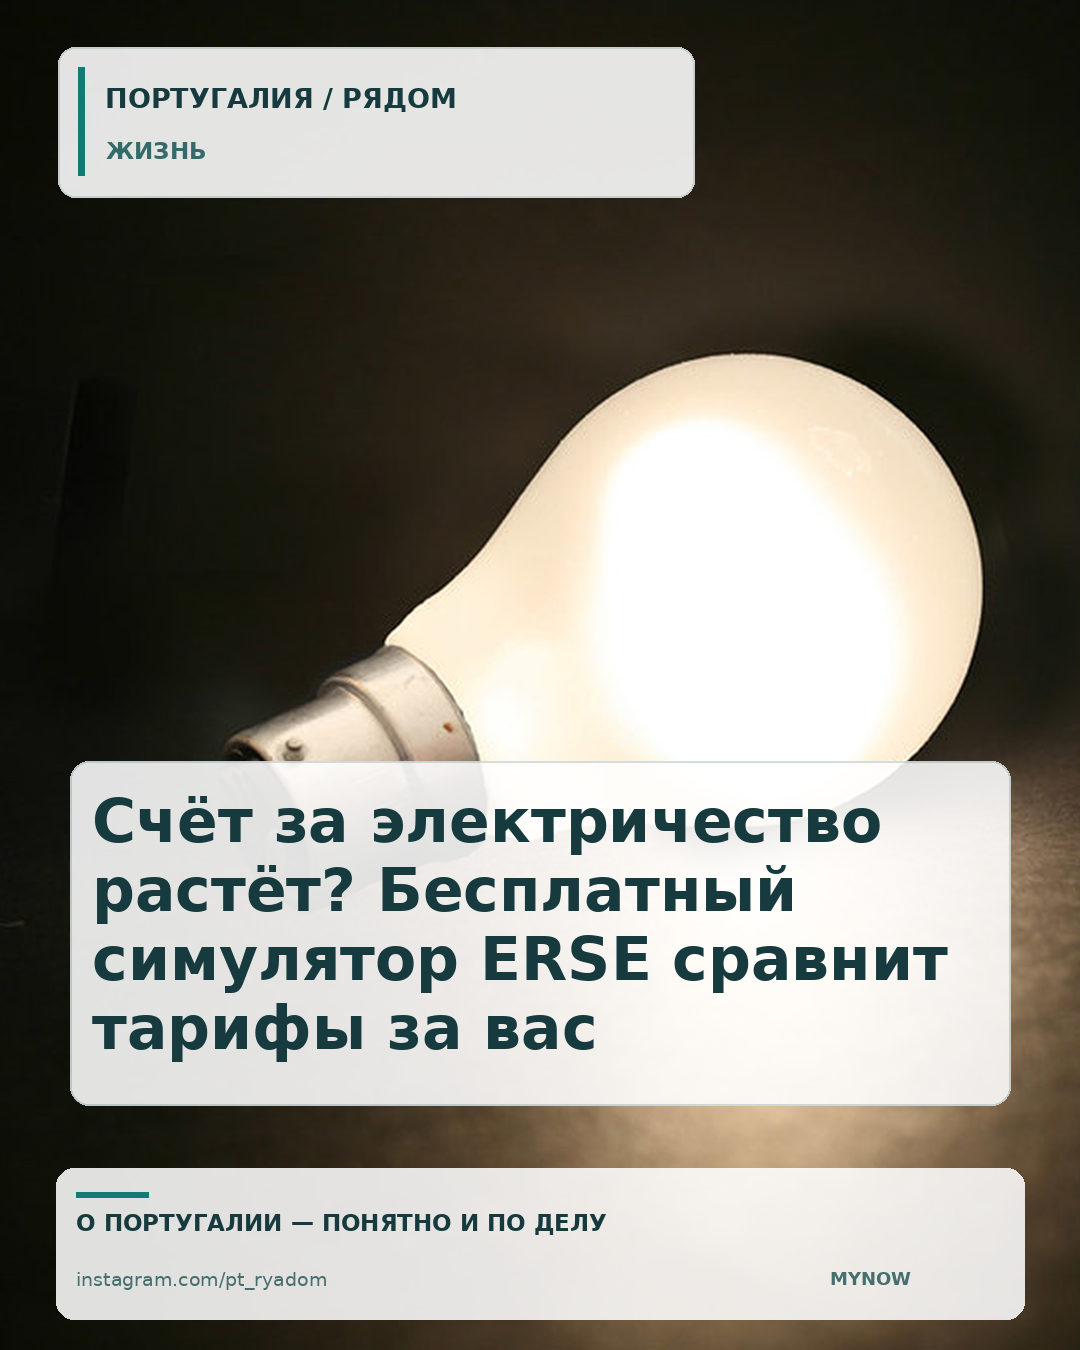 ПОРТУГАЛИЯ / РЯДОМ
ЖИЗНЬ
Счёт за электричество
растёт? Бесплатный
симулятор ERSE сравнит
тарифы за вас
О ПОРТУГАЛИИ — ПОНЯТНО И ПО ДЕЛУ
instagram.com/pt_ryadom
MYNOW